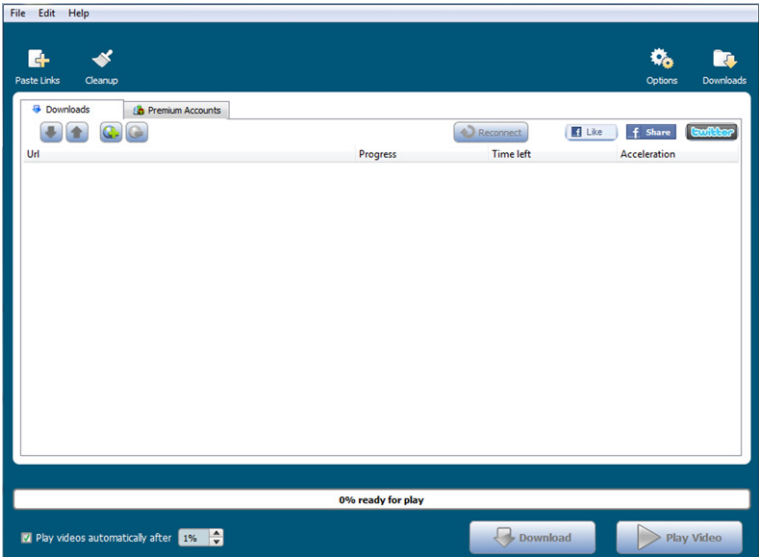 File Edit Help
Paste Links Cleanup Options Downloads
Downloads Premium Accounts
Reconnect Like Share twitter
Url Progress Time left Acceleration
0% ready for play
Play videos automatically after 1% Download Play Video